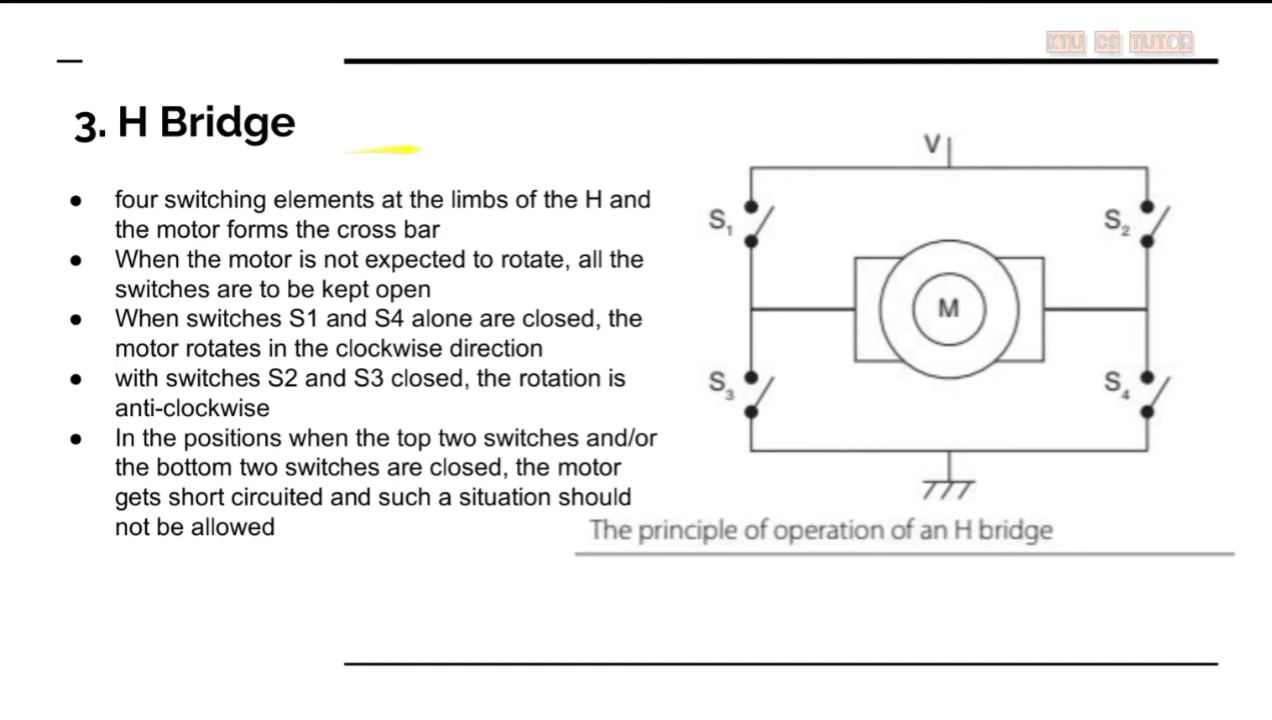 KTU CS TUTOR
3. H Bridge
● four switching elements at the limbs of the H and
the motor forms the cross bar
● When the motor is not expected to rotate, all the
switches are to be kept open
● When switches S1 and S4 alone are closed, the
motor rotates in the clockwise direction
● with switches S2 and S3 closed, the rotation is
anti-clockwise
● In the positions when the top two switches and/or
the bottom two switches are closed, the motor
gets short circuited and such a situation should
not be allowed
V
S₁
S₂
M
S₃
S₄
The principle of operation of an H bridge